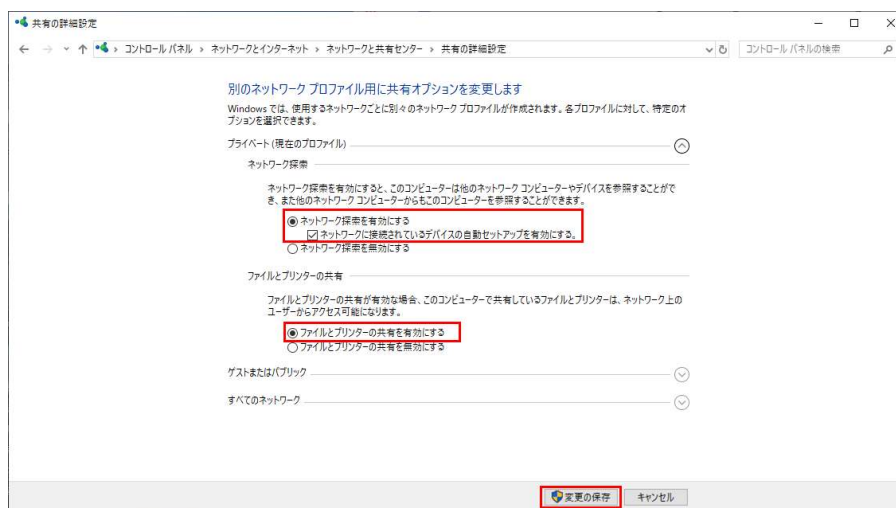 共有の詳細設定
コントロール パネル › ネットワークとインターネット › ネットワークと共有センター › 共有の詳細設定
コントロール パネルの検索
別のネットワーク プロファイル用に共有オプションを変更します
Windows では、使用するネットワークごとに別々のネットワーク プロファイルが作成されます。各プロファイルに対して、特定のオ
プションを選択できます。
プライベート (現在のプロファイル)
ネットワーク探索
ネットワーク探索を有効にすると、このコンピューターは他のネットワーク コンピューターやデバイスを参照することがで
き、また他のネットワーク コンピューターからもこのコンピューターを参照することができます。
ネットワーク探索を有効にする
ネットワークに接続されているデバイスの自動セットアップを有効にする。
ネットワーク探索を無効にする
ファイルとプリンターの共有
ファイルとプリンターの共有が有効な場合、このコンピューターで共有しているファイルとプリンターは、ネットワーク上の
ユーザーからアクセス可能になります。
ファイルとプリンターの共有を有効にする
ファイルとプリンターの共有を無効にする
ゲストまたはパブリック
すべてのネットワーク
変更の保存
キャンセル